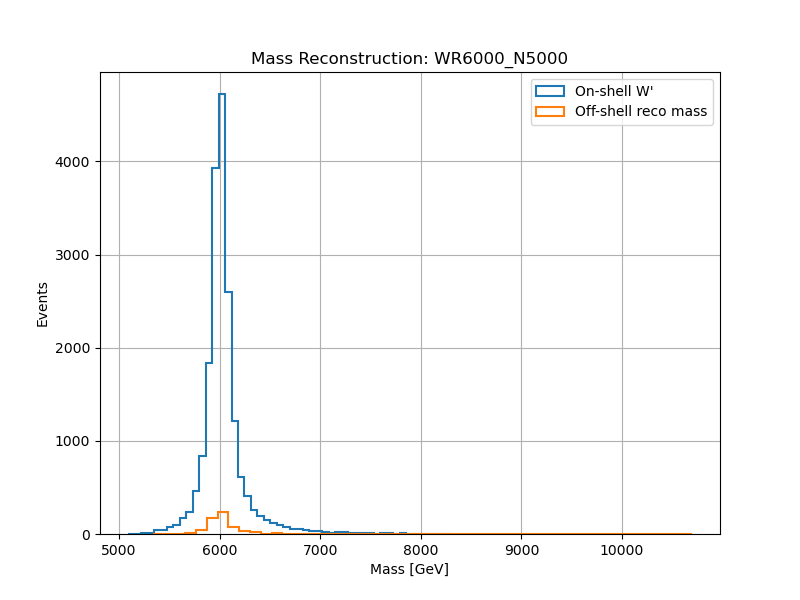 Mass Reconstruction: WR6000_N5000
On-shell W'
Off-shell reco mass
Events
4000
3000
2000
1000
0
5000 6000 7000 8000 9000 10000
Mass [GeV]